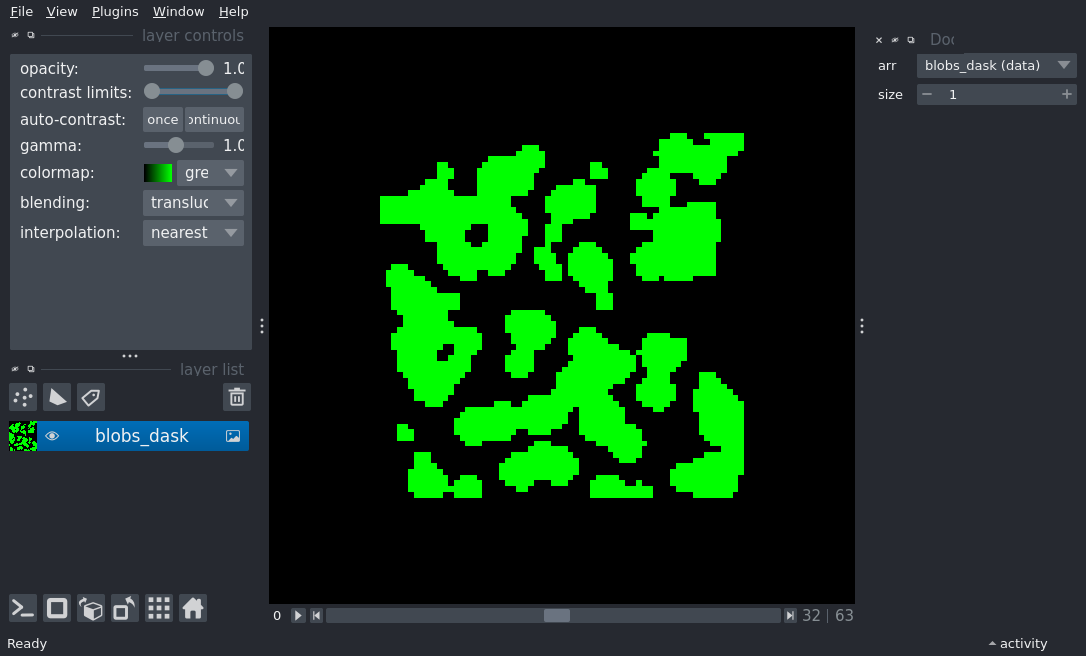 File View Plugins Window Help
layer controls
opacity: 1.0
contrast limits:
auto-contrast: once ontinuou
gamma: 1.0
colormap: gre
blending: transluc
interpolation: nearest
layer list
blobs_dask
0 32 | 63
Ready
Doc
arr blobs_dask (data)
size 1
activity